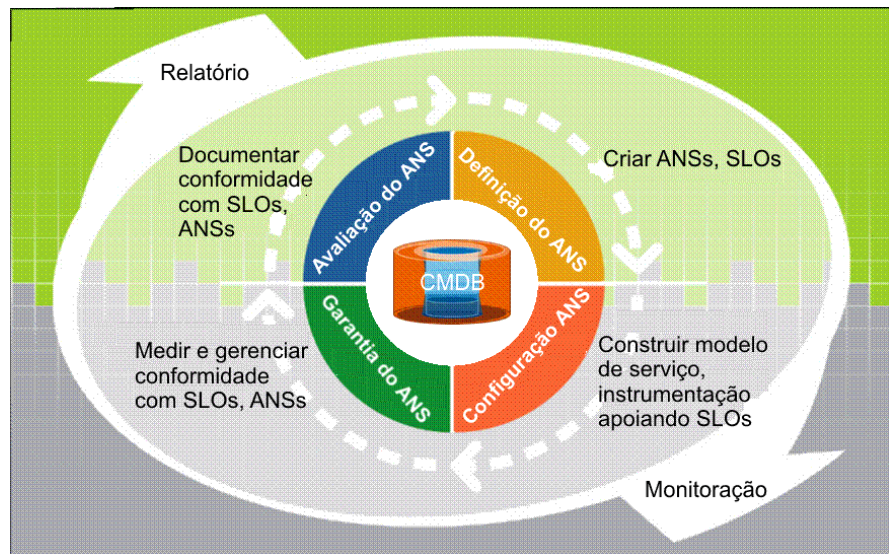 Relatório
Documentar
conformidade
com SLOs,
ANSs
Criar ANSs, SLOs
Avaliação do ANS
Definição do ANS
CMDB
Garantia do ANS
Configuração ANS
Medir e gerenciar
conformidade
com SLOs, ANSs
Construir modelo
de serviço,
instrumentação
apoiando SLOs
Monitoração